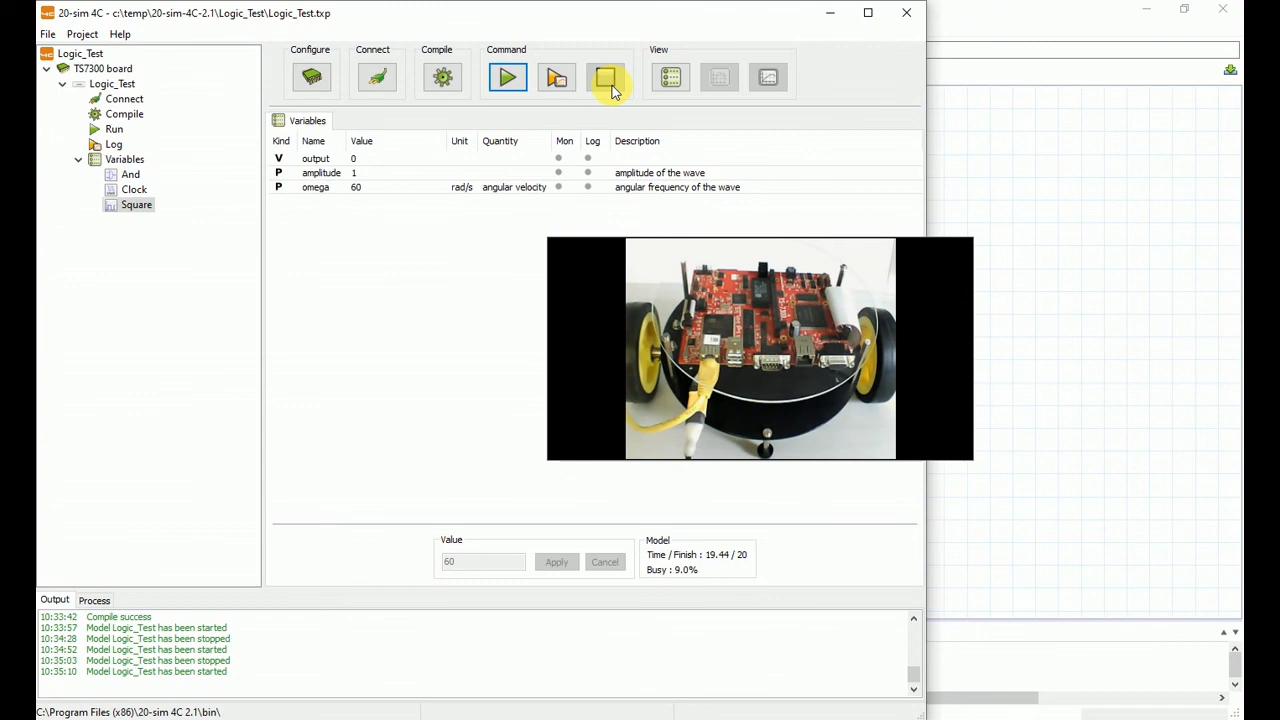 20-sim 4C - c:\temp\20-sim-4C-2.1\Logic_Test\Logic_Test.txp
File Project Help
Logic_Test
TS7300 board
Logic_Test
Connect
Compile
Run
Log
Variables
And
Clock
Square
Configure Connect Compile Command View
Variables
Kind Name Value Unit Quantity Mon Log Description
V output 0
P amplitude 1 amplitude of the wave
P omega 60 rad/s angular velocity angular frequency of the wave
Value
60 Apply Cancel
Model
Time / Finish : 19.44 / 20
Busy : 9.0%
Output Process
10:33:42 Compile success
10:33:57 Model Logic_Test has been started
10:34:28 Model Logic_Test has been stopped
10:34:52 Model Logic_Test has been started
10:35:03 Model Logic_Test has been stopped
10:35:10 Model Logic_Test has been started
C:\Program Files (x86)\20-sim 4C 2.1\bin\